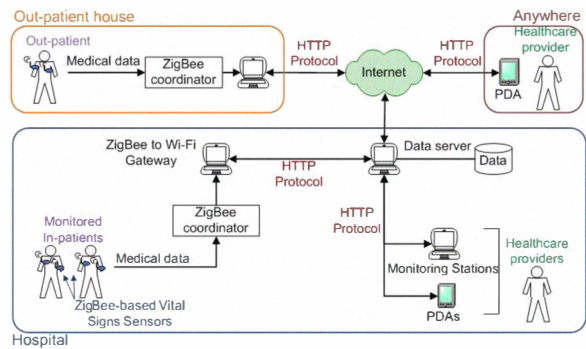 Out-patient house
Anywhere
Out-patient
Medical data
ZigBee
coordinator
HTTP
Protocol
Internet
HTTP
Protocol
Healthcare
provider
PDA
ZigBee to Wi-Fi
Gateway
HTTP
Protocol
Data server
Data
ZigBee
coordinator
HTTP
Protocol
Monitored
In-patients
Medical data
Monitoring Stations
Healthcare
providers
PDAs
ZigBee-based Vital
Signs Sensors
Hospital